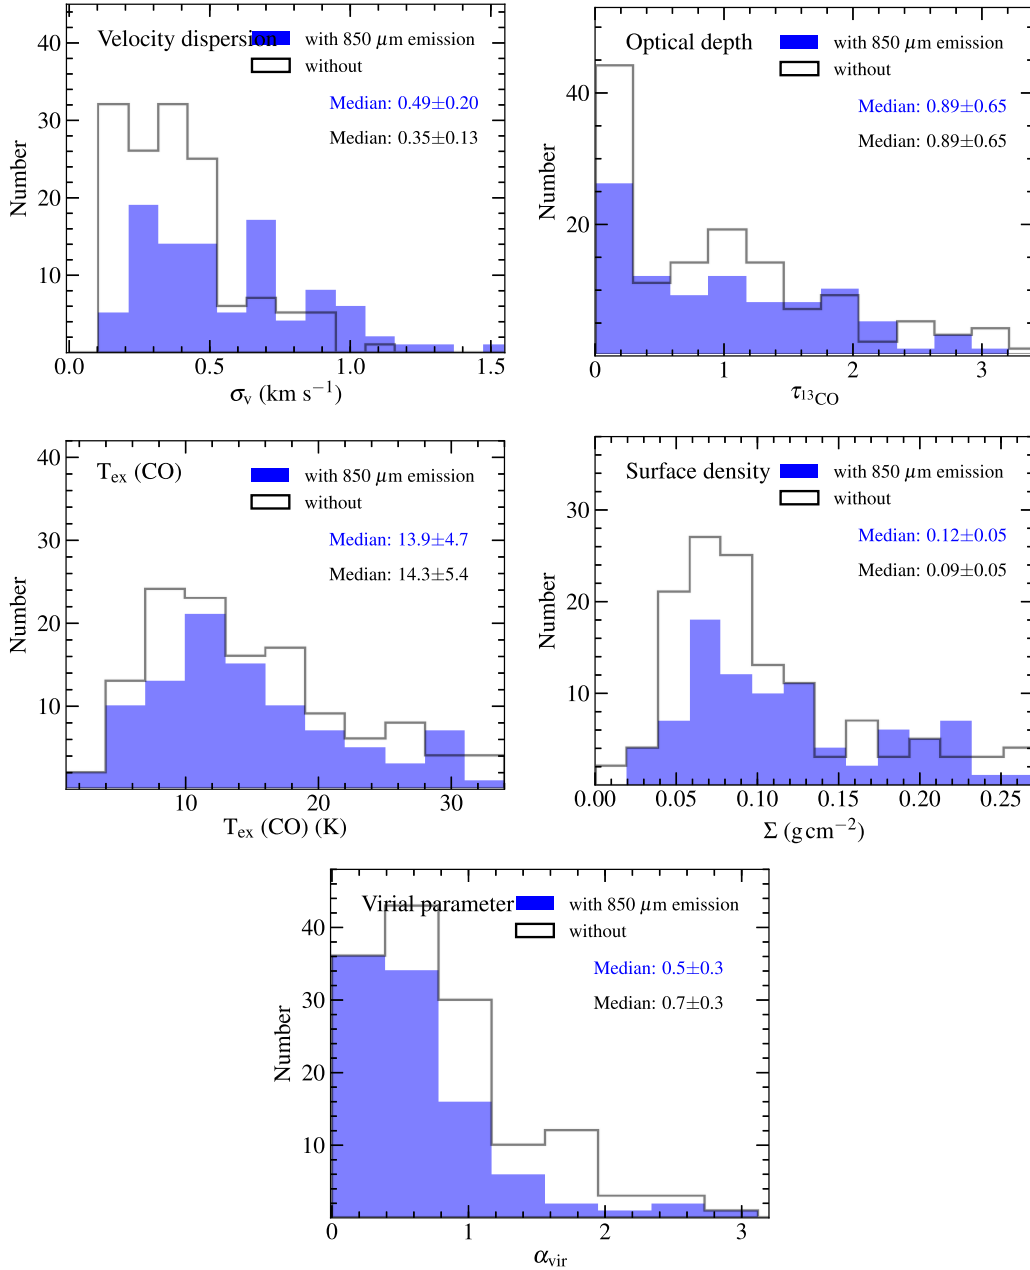 Velocity dispersion
with 850 μm emission
without
Median: 0.49±0.20
Median: 0.35±0.13
40
30
20
10
Number
0.0 0.5 1.0 1.5
σv (km s−1)
Optical depth
with 850 μm emission
without
Median: 0.89±0.65
Median: 0.89±0.65
40
20
Number
0 1 2 3
τ13CO
Tex (CO)
with 850 μm emission
without
Median: 13.9±4.7
Median: 14.3±5.4
40
30
20
10
Number
10 20 30
Tex (CO) (K)
Surface density
with 850 μm emission
without
Median: 0.12±0.05
Median: 0.09±0.05
30
20
10
Number
0.00 0.05 0.10 0.15 0.20 0.25
Σ (g cm−2)
Virial parameter
with 850 μm emission
without
Median: 0.5±0.3
Median: 0.7±0.3
40
30
20
10
Number
0 1 2 3
αvir